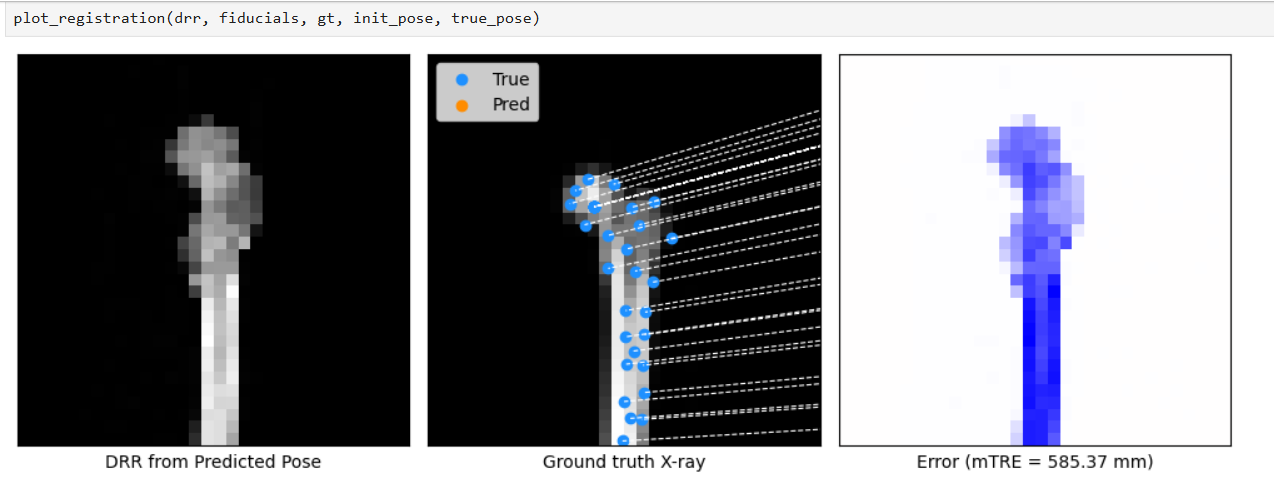 plot_registration(drr, fiducials, gt, init_pose, true_pose)
True
Pred
DRR from Predicted Pose
Ground truth X-ray
Error (mTRE = 585.37 mm)